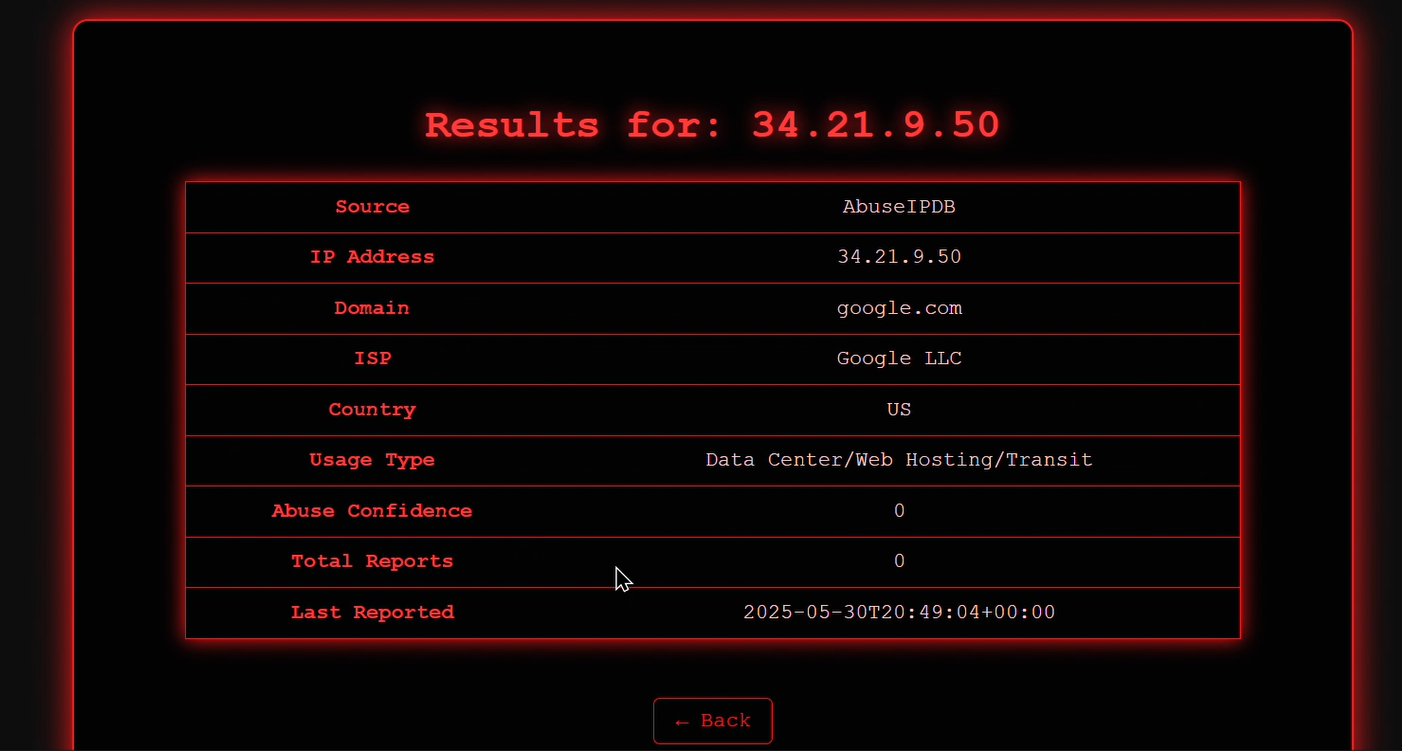 Results for: 34.21.9.50
Source AbuseIPDB
IP Address 34.21.9.50
Domain google.com
ISP Google LLC
Country US
Usage Type Data Center/Web Hosting/Transit
Abuse Confidence 0
Total Reports 0
Last Reported 2025-05-30T20:49:04+00:00
← Back